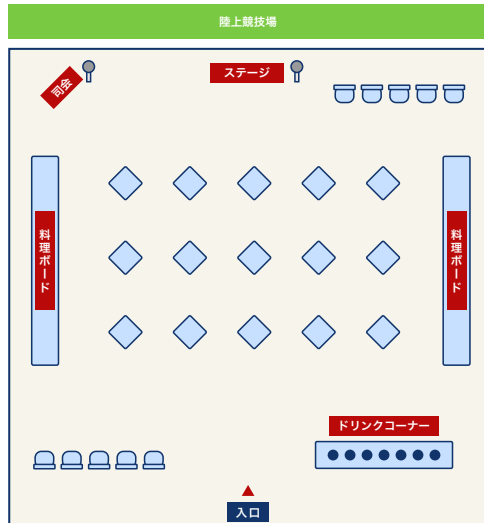 陸上競技場
司会
ステージ
料理ボード
料理ボード
ドリンクコーナー
入口